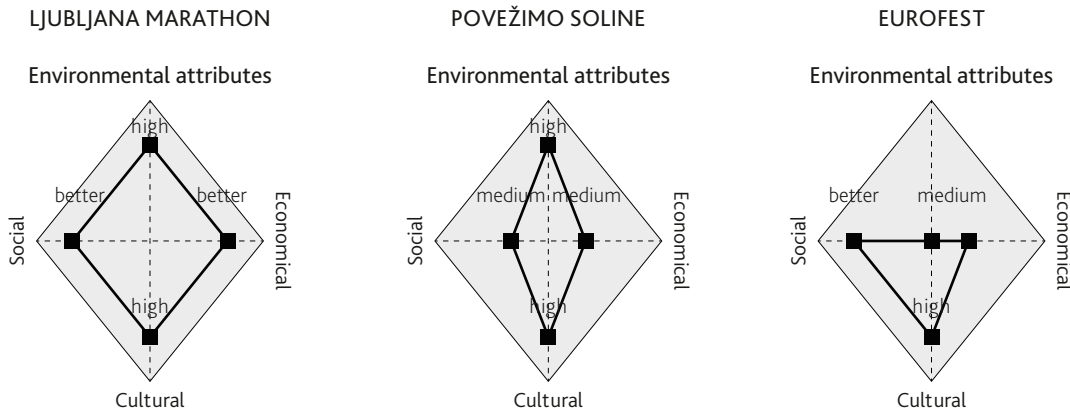 LJUBLJANA MARATHON
Environmental attributes
high
better
better
Social
Economical
high
Cultural
POVEŽIMO SOLINE
Environmental attributes
high
medium
medium
Social
Economical
high
Cultural
EUROFEST
Environmental attributes
better
medium
Social
Economical
high
Cultural